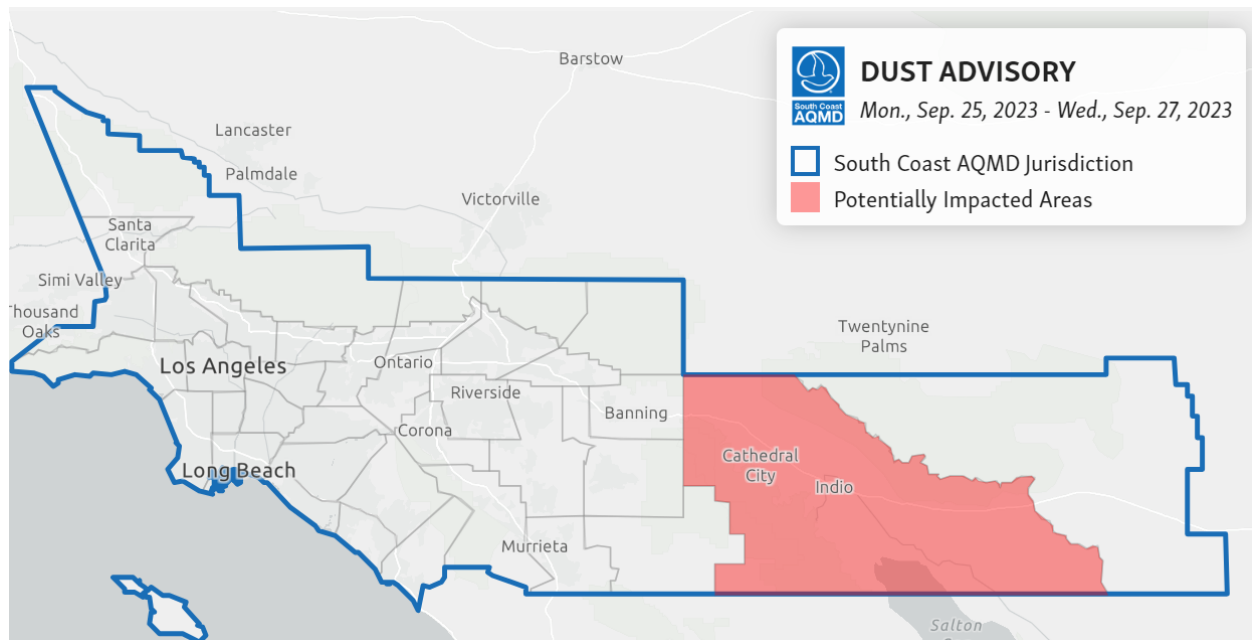 Barstow
DUST ADVISORY
South Coast
AQMD
Mon., Sep. 25, 2023 - Wed., Sep. 27, 2023
South Coast AQMD Jurisdiction
Potentially Impacted Areas
Lancaster
Palmdale
Victorville
Santa
Clarita
Simi Valley
Thousand
Oaks
Twentynine
Palms
Los Angeles
Ontario
Riverside
Banning
Corona
Cathedral
City
Long Beach
Indio
Murrieta
Salton